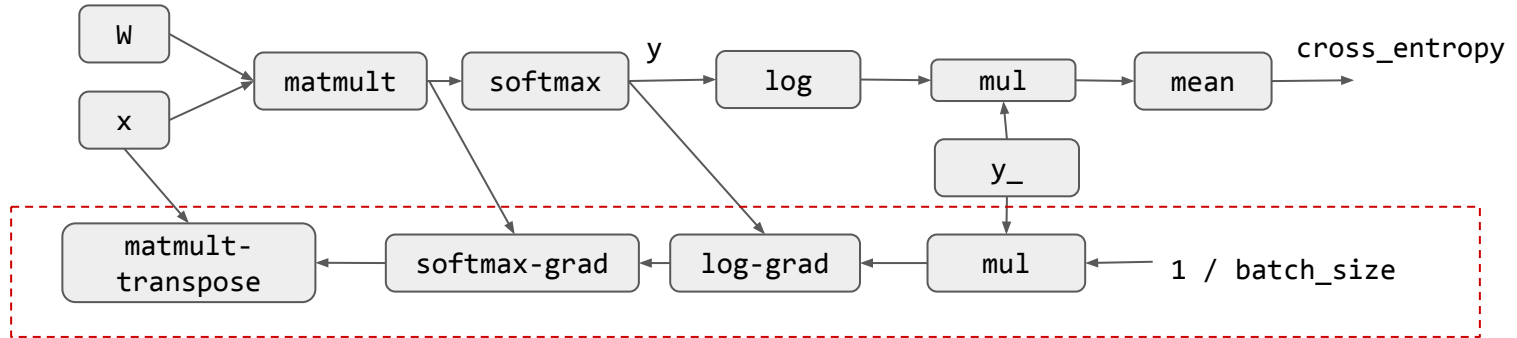 W
x
matmult
softmax
y
log
mul
mean
cross_entropy
y_
matmult-
transpose
softmax-grad
log-grad
mul
1 / batch_size